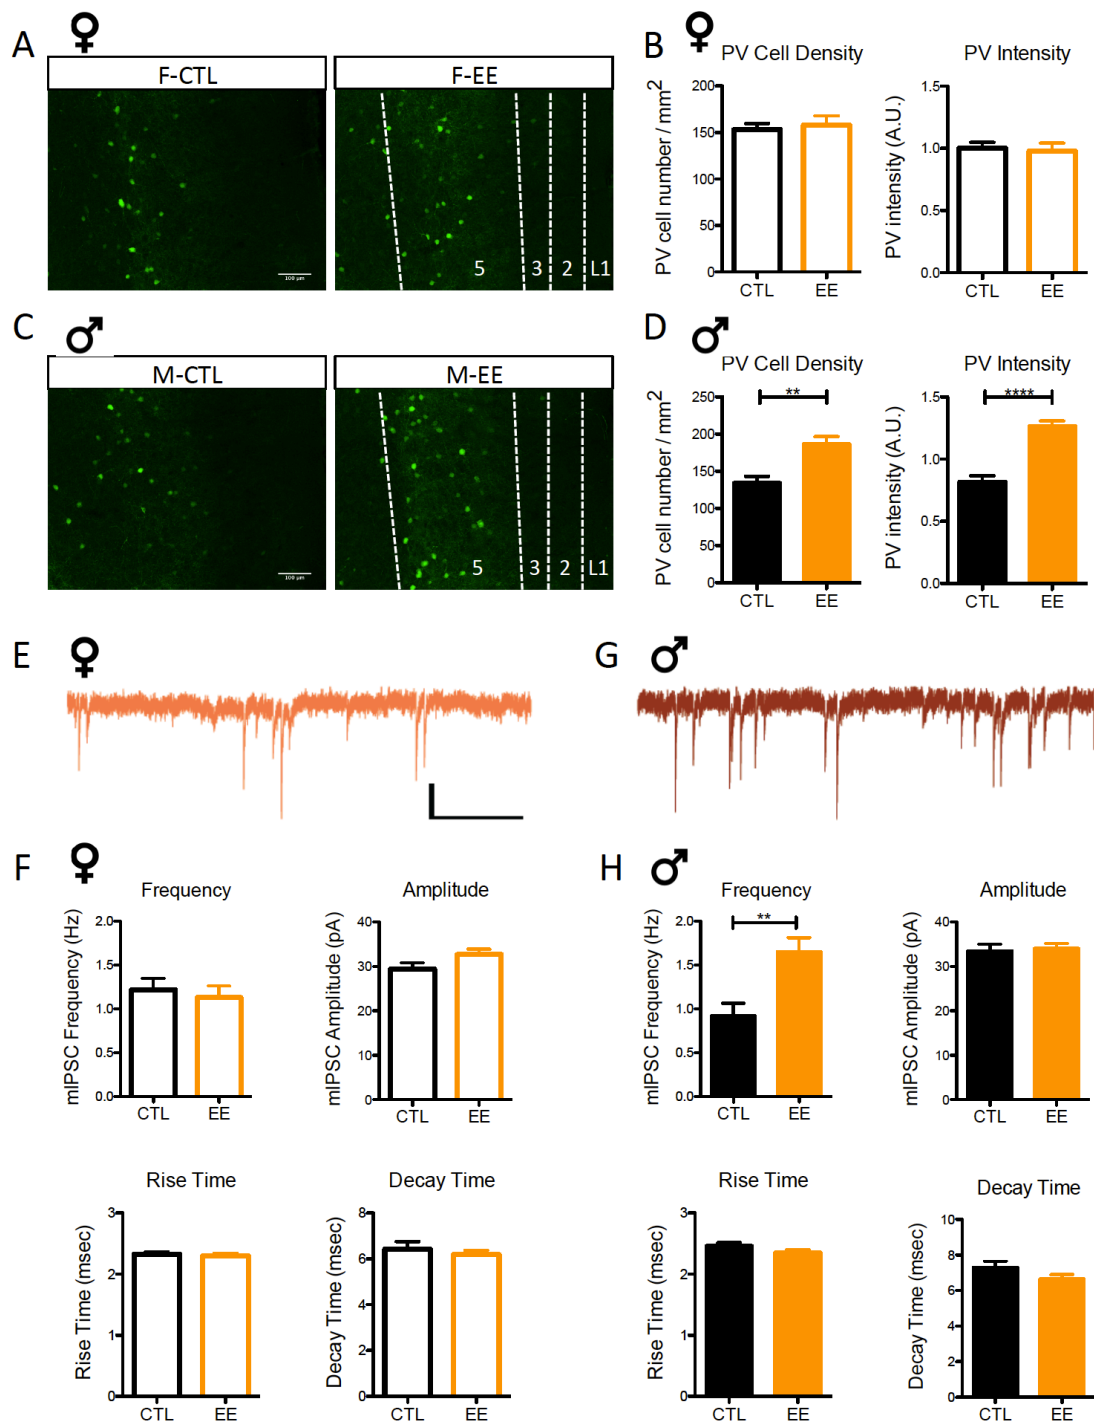 A ♀
F-CTL F-EE
100 µm
5 3 2 L1
B ♀
PV Cell Density
PV cell number / mm2
200
150
100
50
0
CTL EE
PV Intensity
PV intensity (A.U.)
1.5
1.0
0.5
0.0
CTL EE
C ♂
M-CTL M-EE
100 µm
5 3 2 L1
D ♂
PV Cell Density
PV cell number / mm2
250
200
150
100
50
0
**
CTL EE
PV Intensity
PV intensity (A.U.)
1.5
1.0
0.5
0.0
****
CTL EE
E ♀
G ♂
F ♀
Frequency
mIPSC Frequency (Hz)
2.0
1.5
1.0
0.5
0.0
CTL EE
Amplitude
mIPSC Amplitude (pA)
40
30
20
10
0
CTL EE
Rise Time
Rise Time (msec)
3
2
1
0
CTL EE
Decay Time
Decay Time (msec)
8
6
4
2
0
CTL EE
H ♂
Frequency
mIPSC Frequency (Hz)
2.0
1.5
1.0
0.5
0.0
**
CTL EE
Amplitude
mIPSC Amplitude (pA)
40
30
20
10
0
CTL EE
Rise Time
Rise Time (msec)
3
2
1
0
CTL EE
Decay Time
Decay Time (msec)
10
8
6
4
2
0
CTL EE